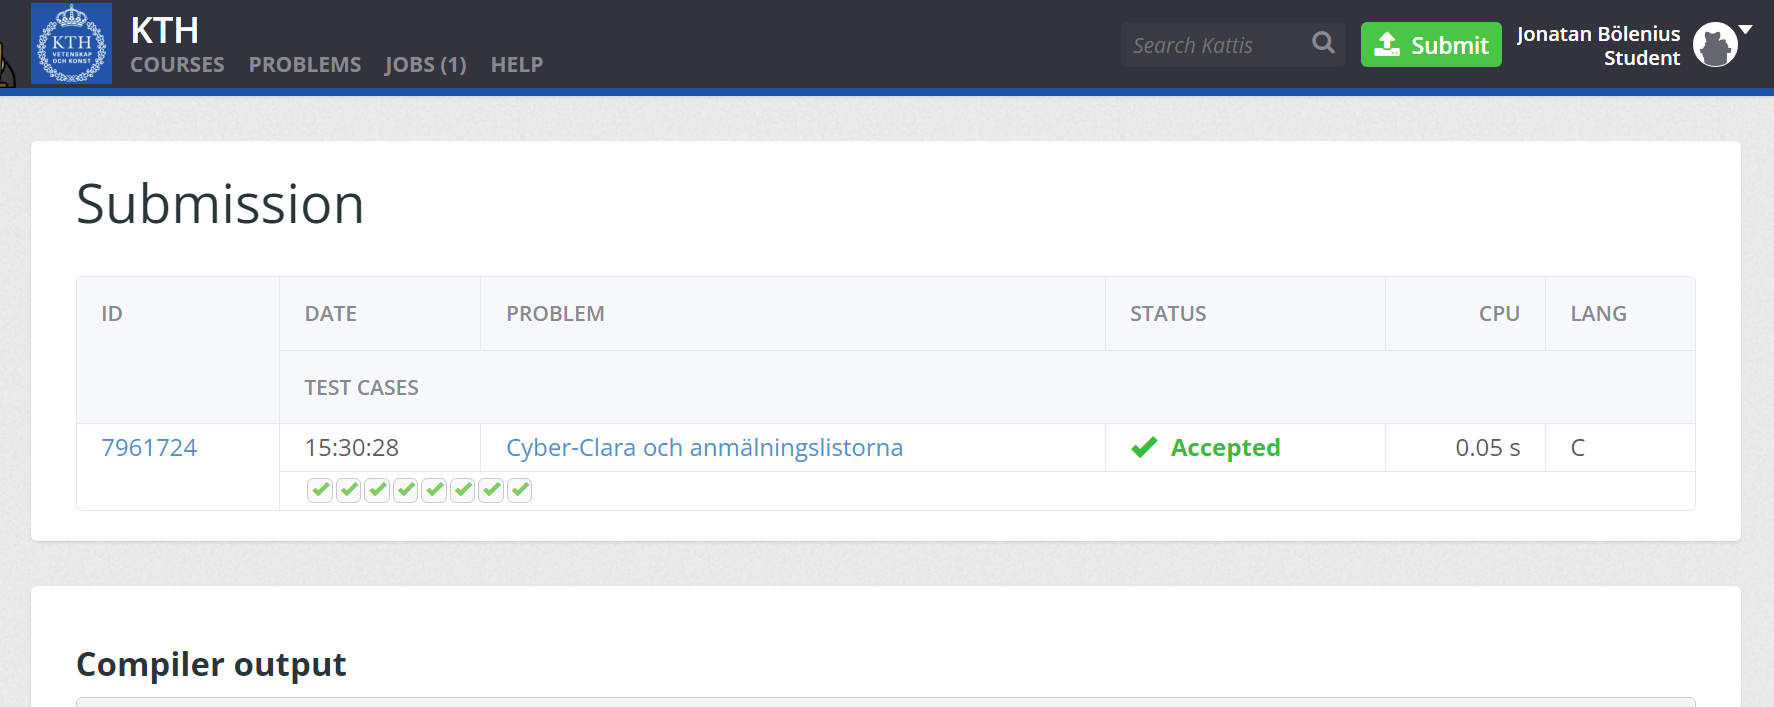 KTH
VETENSKAP
OCH KONST
KTH
COURSES PROBLEMS JOBS (1) HELP
Search Kattis
Submit
Jonatan Bölenius
Student
Submission
ID DATE PROBLEM STATUS CPU LANG
TEST CASES
7961724 15:30:28 Cyber-Clara och anmälningslistorna Accepted 0.05 s C
Compiler output